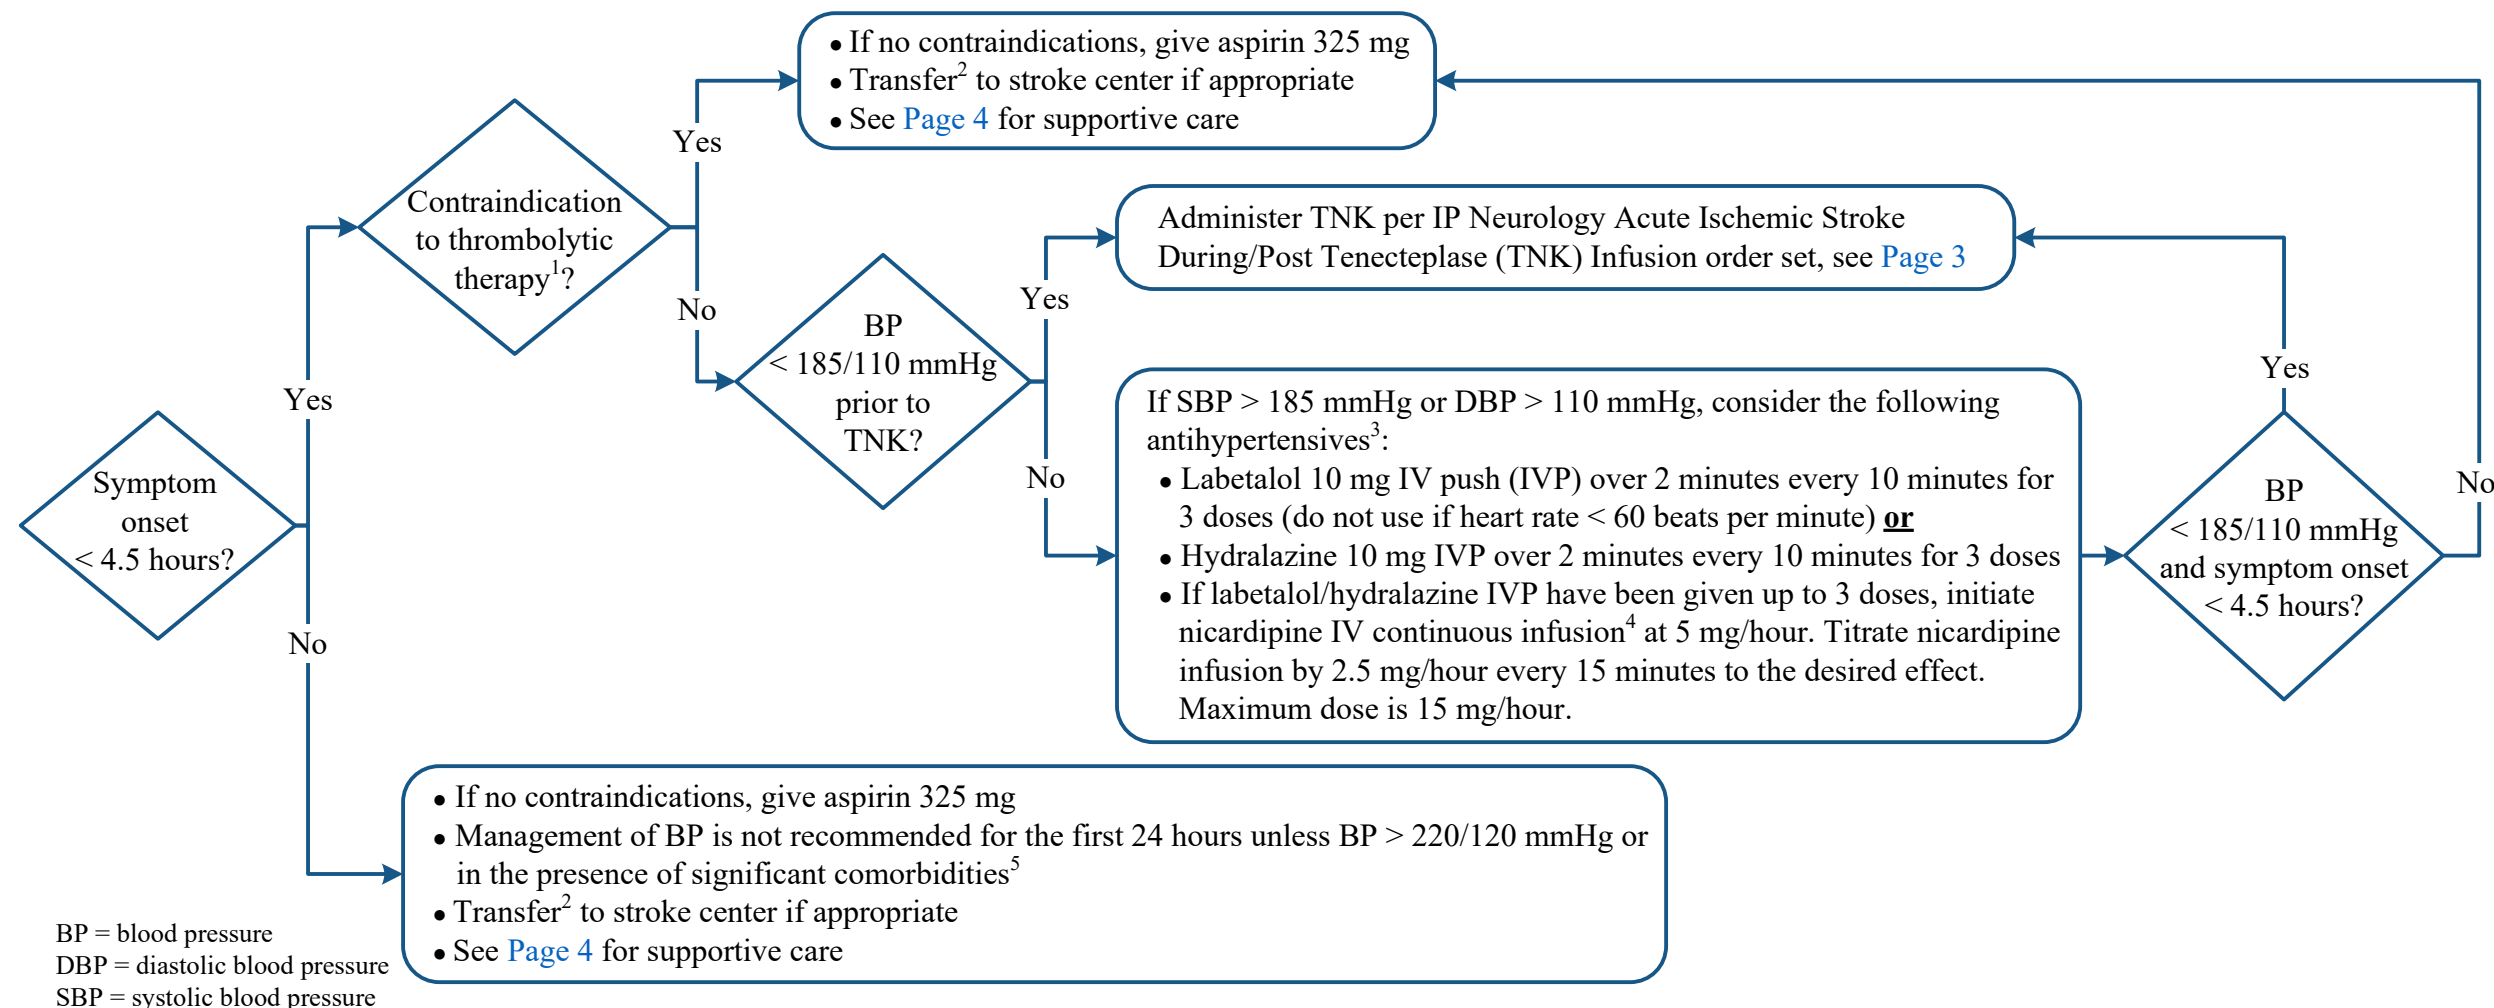 • If no contraindications, give aspirin 325 mg
• Transfer2 to stroke center if appropriate
• See Page 4 for supportive care
Yes
Contraindication
to thrombolytic
therapy1?
No
Administer TNK per IP Neurology Acute Ischemic Stroke
During/Post Tenecteplase (TNK) Infusion order set, see Page 3
Yes
BP
< 185/110 mmHg
prior to
TNK?
No
If SBP > 185 mmHg or DBP > 110 mmHg, consider the following
antihypertensives3:
• Labetalol 10 mg IV push (IVP) over 2 minutes every 10 minutes for
3 doses (do not use if heart rate < 60 beats per minute) or
• Hydralazine 10 mg IVP over 2 minutes every 10 minutes for 3 doses
• If labetalol/hydralazine IVP have been given up to 3 doses, initiate
nicardipine IV continuous infusion4 at 5 mg/hour. Titrate nicardipine
infusion by 2.5 mg/hour every 15 minutes to the desired effect.
Maximum dose is 15 mg/hour.
Yes
BP
< 185/110 mmHg
and symptom onset
< 4.5 hours?
No
Yes
Symptom
onset
< 4.5 hours?
No
• If no contraindications, give aspirin 325 mg
• Management of BP is not recommended for the first 24 hours unless BP > 220/120 mmHg or
in the presence of significant comorbidities5
• Transfer2 to stroke center if appropriate
• See Page 4 for supportive care
BP = blood pressure
DBP = diastolic blood pressure
SBP = systolic blood pressure